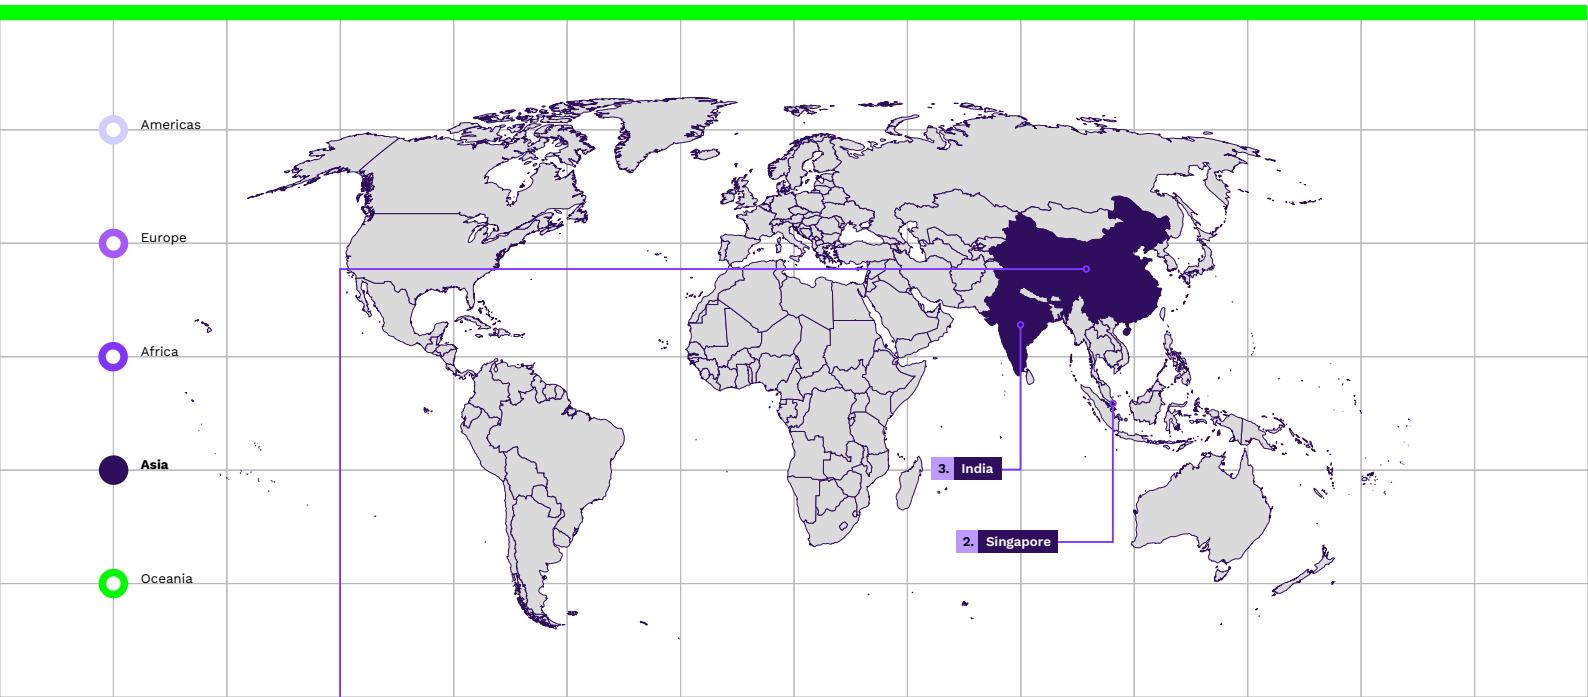 Americas
Europe
Africa
Asia
Oceania
3. India
2. Singapore